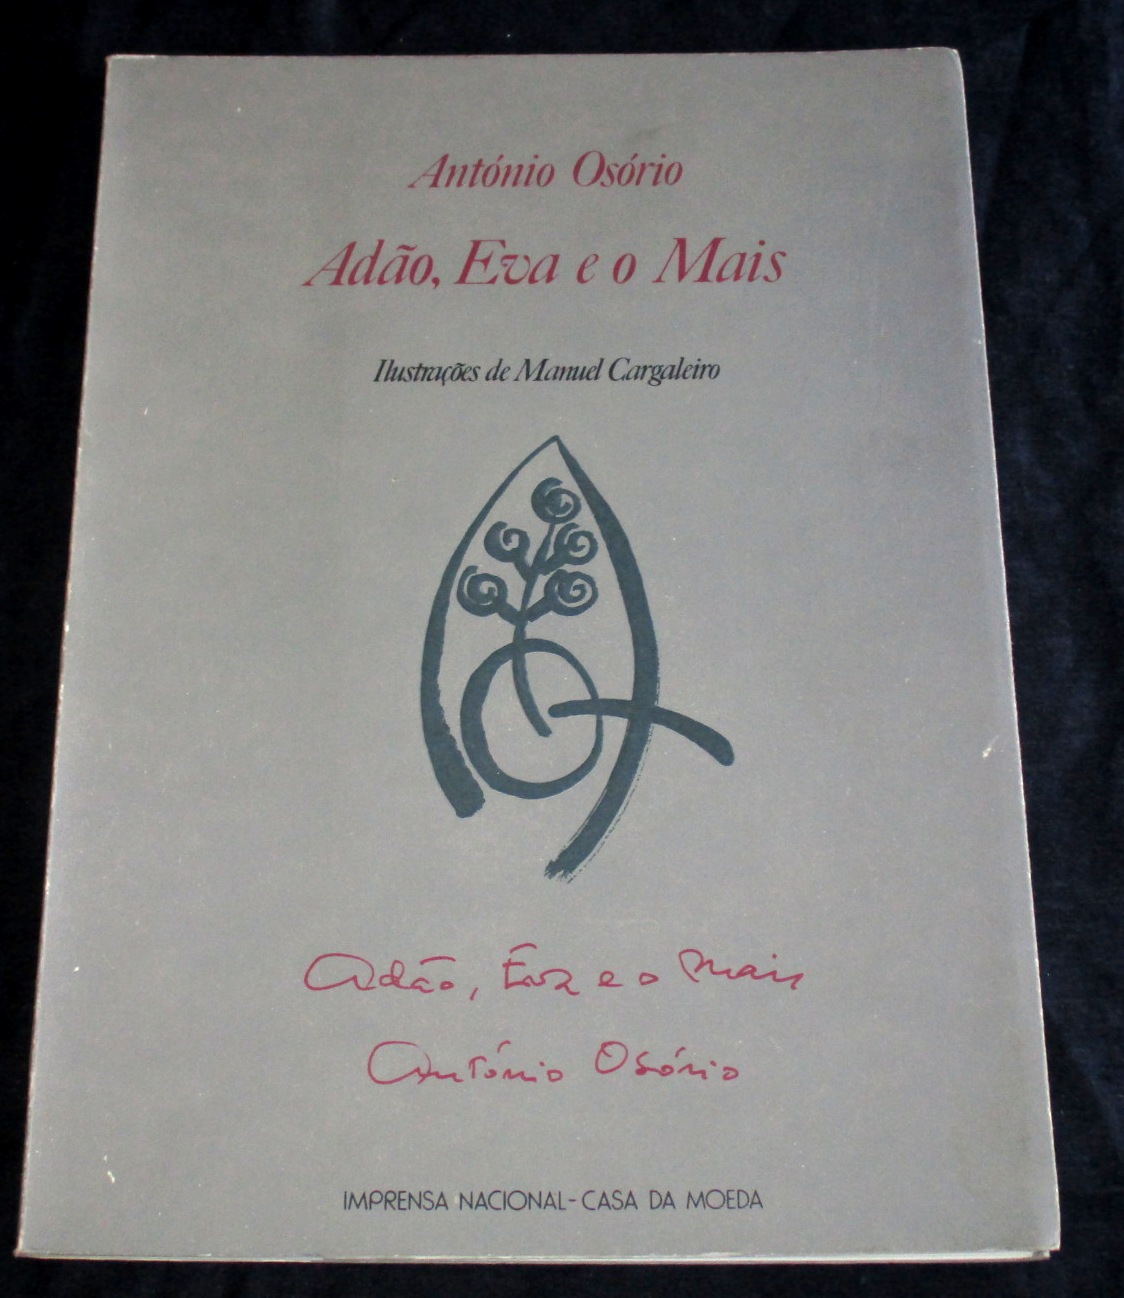 António Osório
Adão, Eva e o Mais
Ilustrações de Manuel Cargaleiro
Adão, Eva e o Mais
António Osório
IMPRENSA NACIONAL-CASA DA MOEDA